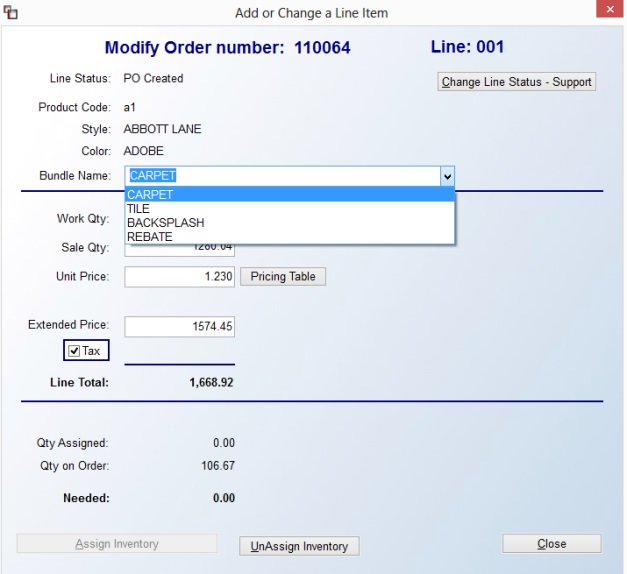 Add or Change a Line Item
Modify Order number: 110064 Line: 001
Line Status: PO Created
Change Line Status - Support
Product Code: a1
Style: ABBOTT LANE
Color: ADOBE
Bundle Name: CARPET
CARPET
TILE
BACKSPLASH
REBATE
Work Qty:
Sale Qty: 1280.04
Unit Price: 1.230 Pricing Table
Extended Price: 1574.45
Tax
Line Total: 1,668.92
Qty Assigned: 0.00
Qty on Order: 106.67
Needed: 0.00
Assign Inventory UnAssign Inventory Close